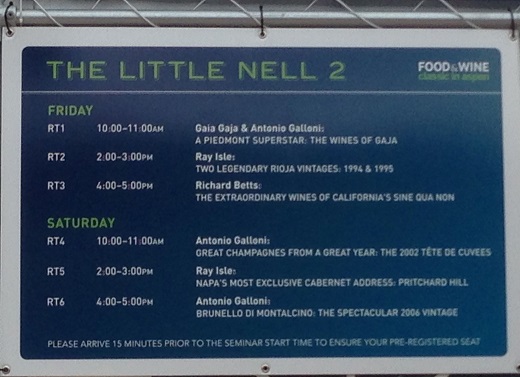 THE LITTLE NELL 2
FOOD & WINE
classic in aspen
FRIDAY
RT1 10:00–11:00AM Gaia Gaja & Antonio Galloni:
A PIEDMONT SUPERSTAR: THE WINES OF GAJA
RT2 2:00–3:00PM Ray Isle:
TWO LEGENDARY RIOJA VINTAGES: 1994 & 1995
RT3 4:00–5:00PM Richard Betts:
THE EXTRAORDINARY WINES OF CALIFORNIA'S SINE QUA NON
SATURDAY
RT4 10:00–11:00AM Antonio Galloni:
GREAT CHAMPAGNES FROM A GREAT YEAR: THE 2002 TÊTE DE CUVEES
RT5 2:00–3:00PM Ray Isle:
NAPA'S MOST EXCLUSIVE CABERNET ADDRESS: PRITCHARD HILL
RT6 4:00–5:00PM Antonio Galloni:
BRUNELLO DI MONTALCINO: THE SPECTACULAR 2006 VINTAGE
PLEASE ARRIVE 15 MINUTES PRIOR TO THE SEMINAR START TIME TO ENSURE YOUR PRE-REGISTERED SEAT